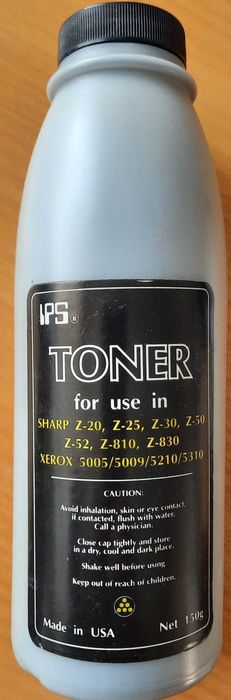 IPS®
TONER
for use in
SHARP Z-20, Z-25, Z-30, Z-50
Z-52, Z-810, Z-830
XEROX 5005/5009/5210/5310
CAUTION:
Avoid inhalation, skin or eye contact,
if contacted, flush with water.
Call a physician.
Close cap tightly and store
in a dry, cool and dark place.
Shake well before using
Keep out of reach of children.
Made in USA Net 150g